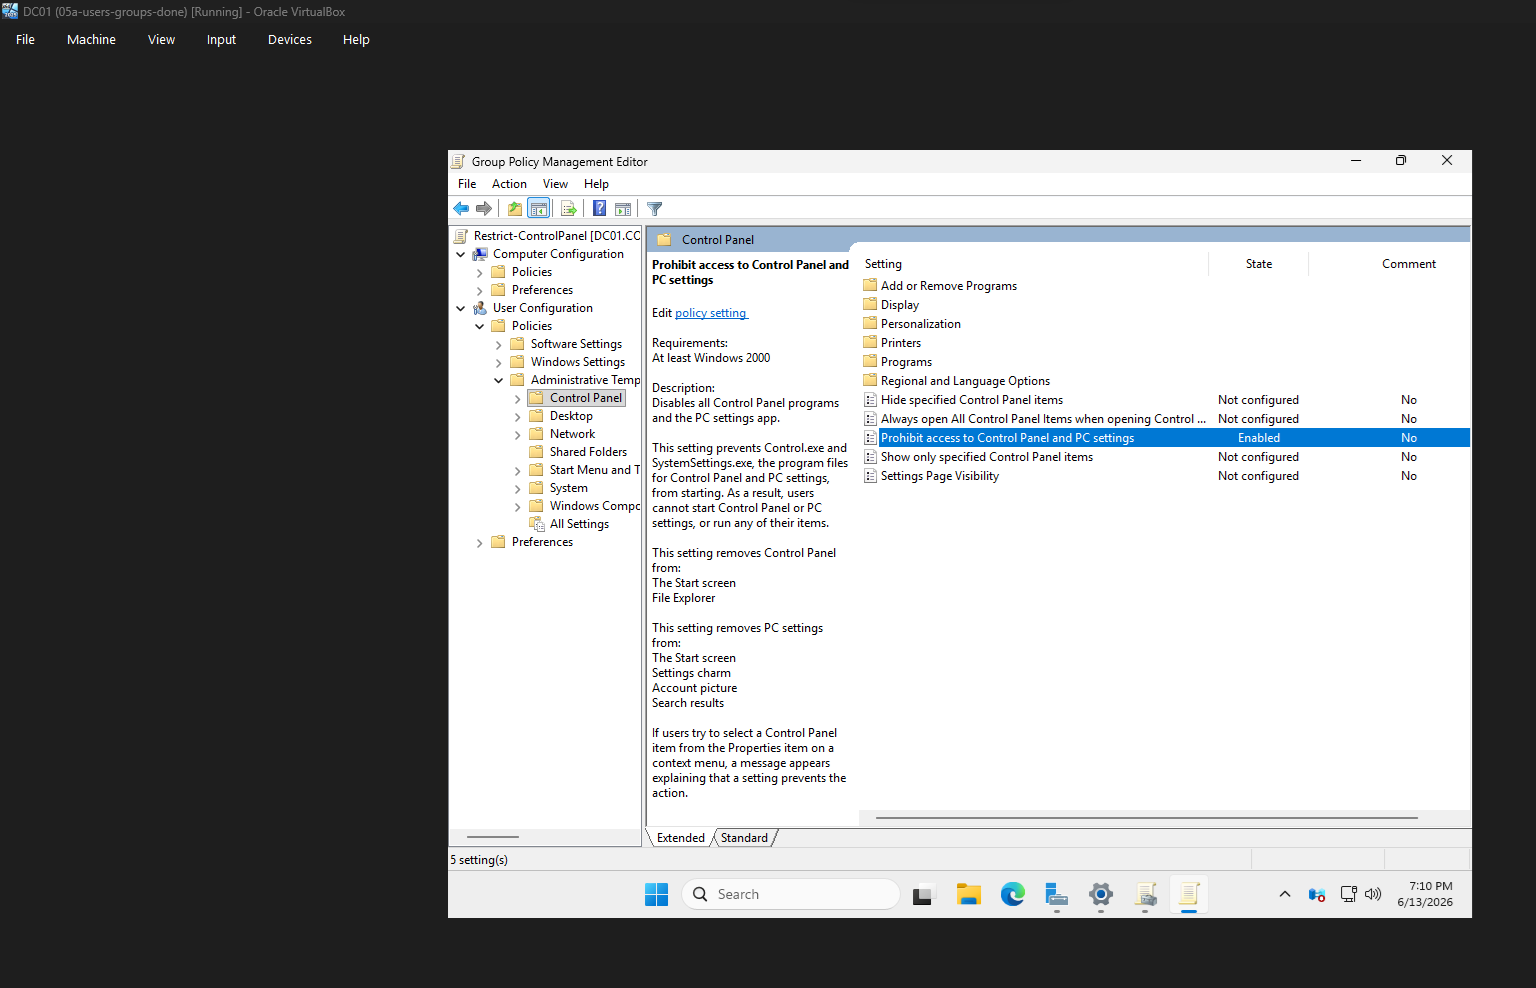 DC01 (05a-users-groups-done) [Running] - Oracle VirtualBox
File Machine View Input Devices Help
Group Policy Management Editor
File Action View Help
Restrict-ControlPanel [DC01.CC
Computer Configuration
Policies
Preferences
User Configuration
Policies
Software Settings
Windows Settings
Administrative Temp
Control Panel
Desktop
Network
Shared Folders
Start Menu and T
System
Windows Compc
All Settings
Preferences
Control Panel
Prohibit access to Control Panel and
PC settings
Edit policy setting
Requirements:
At least Windows 2000
Description:
Disables all Control Panel programs
and the PC settings app.
This setting prevents Control.exe and
SystemSettings.exe, the program files
for Control Panel and PC settings,
from starting. As a result, users
cannot start Control Panel or PC
settings, or run any of their items.
This setting removes Control Panel
from:
The Start screen
File Explorer
This setting removes PC settings
from:
The Start screen
Settings charm
Account picture
Search results
If users try to select a Control Panel
item from the Properties item on a
context menu, a message appears
explaining that a setting prevents the
action.
Setting State Comment
Add or Remove Programs
Display
Personalization
Printers
Programs
Regional and Language Options
Hide specified Control Panel items Not configured No
Always open All Control Panel Items when opening Control ... Not configured No
Prohibit access to Control Panel and PC settings Enabled No
Show only specified Control Panel items Not configured No
Settings Page Visibility Not configured No
Extended Standard
5 setting(s)
Search
7:10 PM
6/13/2026